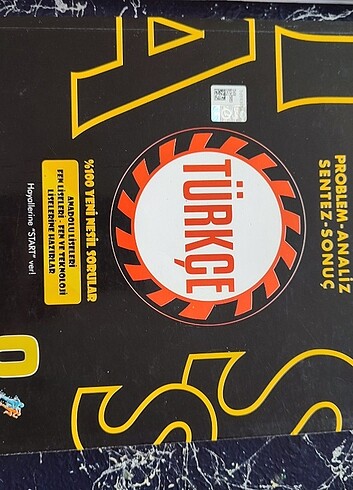 PROBLEM-ANALİZ
SENTEZ-SONUÇ
TÜRKÇE
%100 YENİ NESİL SORULAR
ANADOLU LİSELERİ
FEN LİSELERİ - FEN VE TEKNOLOJİ
LİSELERİNE HAZIRLAR
Hayallerine "START" ver!